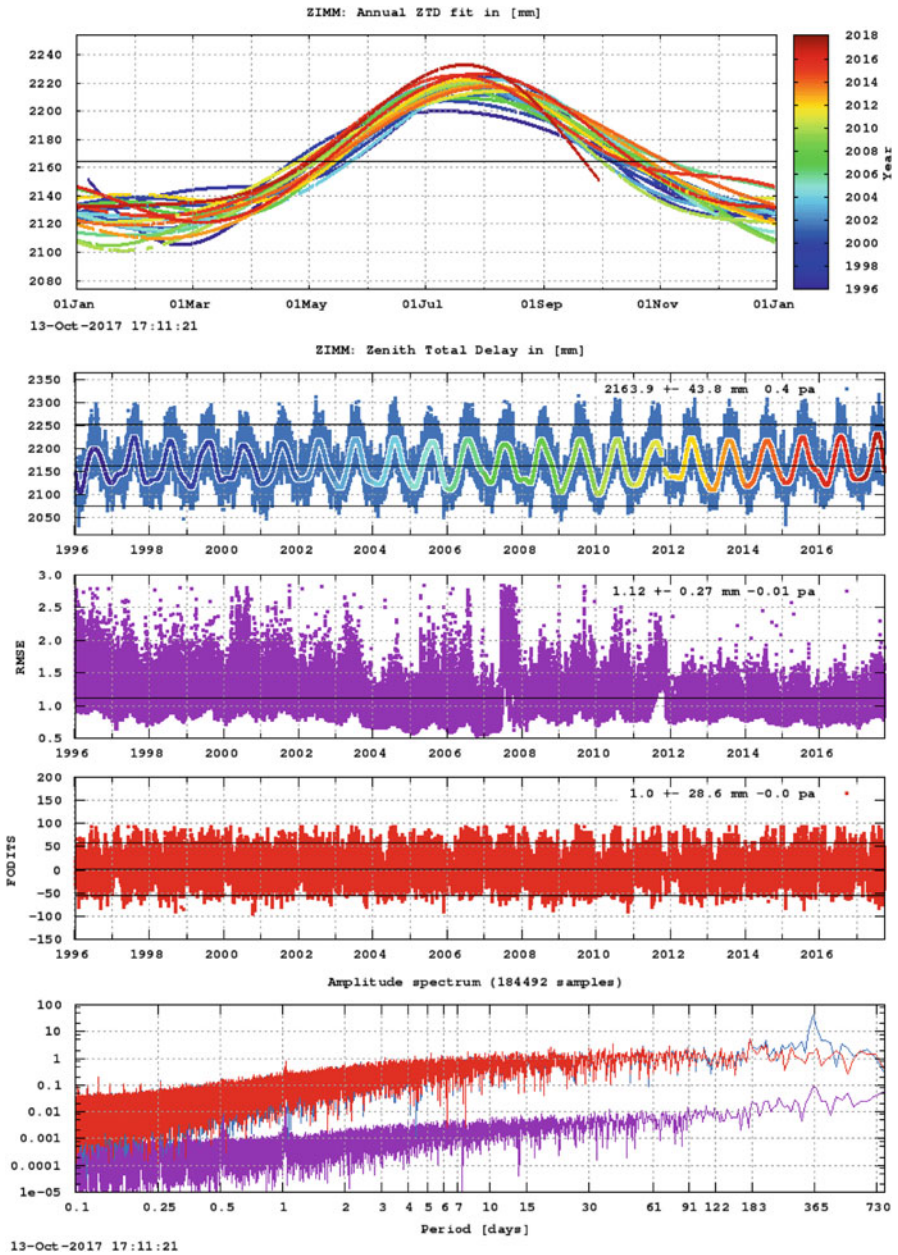 ZIMM: Annual ZTD fit in [mm]
2240
2220
2200
2180
2160
2140
2120
2100
2080
01Jan 01Mar 01May 01Jul 01Sep 01Nov 01Jan
2018
2016
2014
2012
2010
2008
2006
2004
2002
2000
1998
1996
Year
13-Oct-2017 17:11:21
ZIMM: Zenith Total Delay in [mm]
2163.9 +- 43.8 mm 0.4 pa
2350
2300
2250
2200
2150
2100
2050
1996 1998 2000 2002 2004 2006 2008 2010 2012 2014 2016
1.12 +- 0.27 mm -0.01 pa
RMSE
3.0
2.5
2.0
1.5
1.0
0.5
1996 1998 2000 2002 2004 2006 2008 2010 2012 2014 2016
1.0 +- 28.6 mm -0.0 pa
FODITS
200
150
100
50
0
-50
-100
-150
1996 1998 2000 2002 2004 2006 2008 2010 2012 2014 2016
Amplitude spectrum (184492 samples)
100
10
1
0.1
0.01
0.001
0.0001
1e-05
0.1 0.25 0.5 1 2 3 4 5 6 7 10 15 30 61 91 122 183 365 730
Period [days]
13-Oct-2017 17:11:21